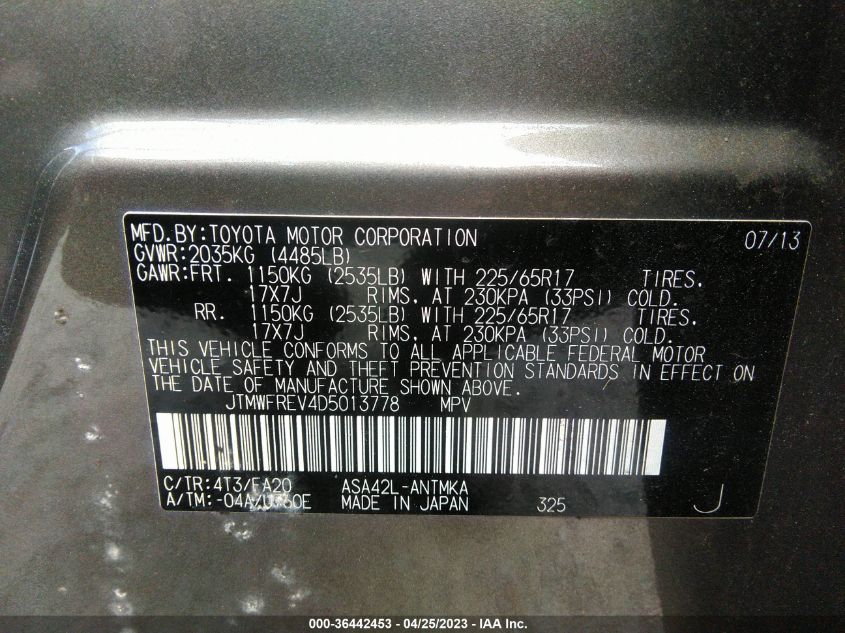 MFD.BY:TOYOTA MOTOR CORPORATION 07/13
GVWR:2035KG (4485LB)
GAWR:FRT. 1150KG (2535LB) WITH 225/65R17 TIRES.
17X7J RIMS, AT 230KPA (33PSI) COLD.
RR. 1150KG (2535LB) WITH 225/65R17 TIRES.
17X7J RIMS, AT 230KPA (33PSI) COLD.
THIS VEHICLE CONFORMS TO ALL APPLICABLE FEDERAL MOTOR
VEHICLE SAFETY AND THEFT PREVENTION STANDARDS IN EFFECT ON
THE DATE OF MANUFACTURE SHOWN ABOVE.
JTMWFREV4D5013778 MPV
C/TR:4T3/FA20 ASA42L-ANTMKA
A/TM: MADE IN JAPAN 325 J
000-36442453 - 04/25/2023 - IAA Inc.